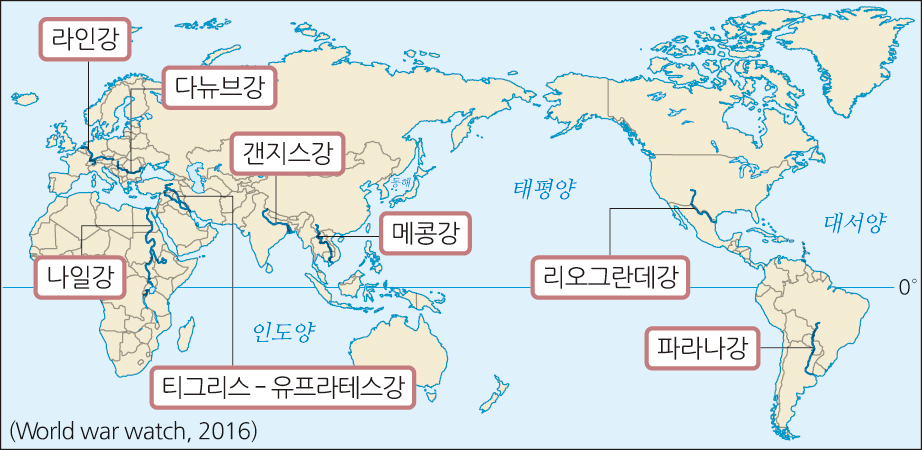 라인강
다뉴브강
갠지스강
동해
태평양
대서양
메콩강
나일강
리오그란데강
0°
인도양
파라나강
티그리스 – 유프라테스강
(World war watch, 2016)